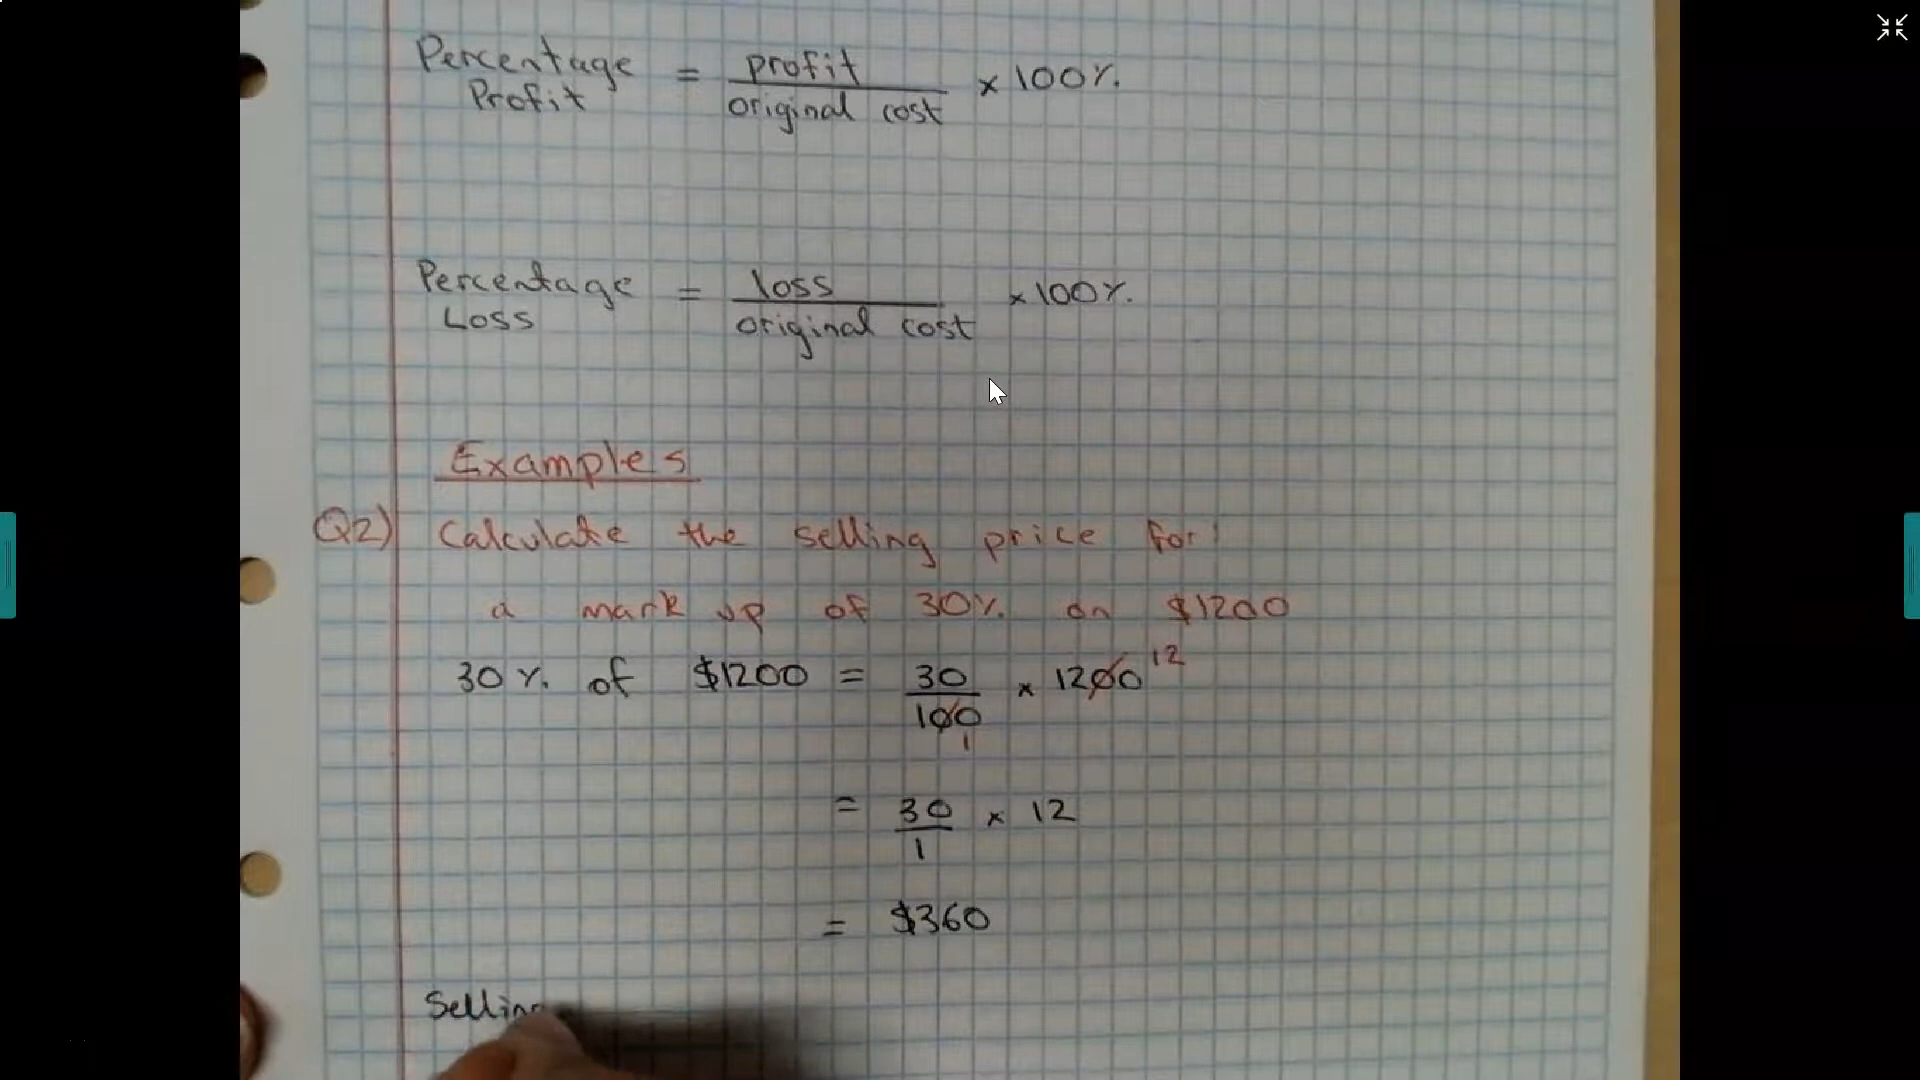 Percentage Profit = profit / original cost × 100%
Percentage Loss = loss / original cost × 100%
Examples
Q2) Calculate the selling price for:
a mark up of 30% on $1200
30% of $1200 = 30/100 × 1200 12
1
= 30/1 × 12
= $360
Selling